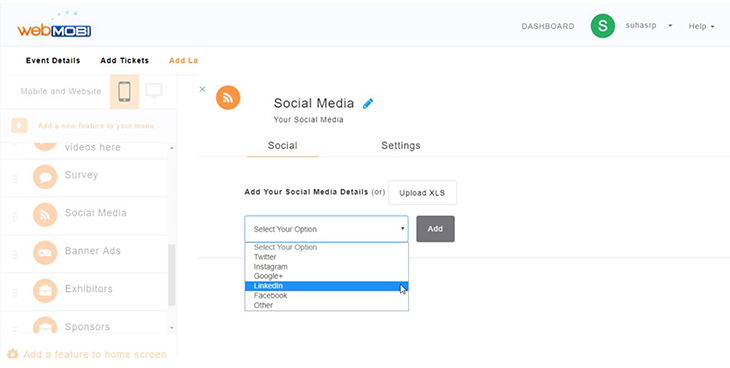 webMOBI
DASHBOARD
S
suhasrp
Help
Event Details
Add Tickets
Add La
Mobile and Website
Add a new feature to your menu
videos here
Survey
Social Media
Banner Ads
Exhibitors
Sponsors
Add a feature to home screen
×
Social Media
Your Social Media
Social
Settings
Add Your Social Media Details (or)
Upload XLS
Select Your Option
Add
Select Your Option
Twitter
Instagram
Google+
LinkedIn
Facebook
Other